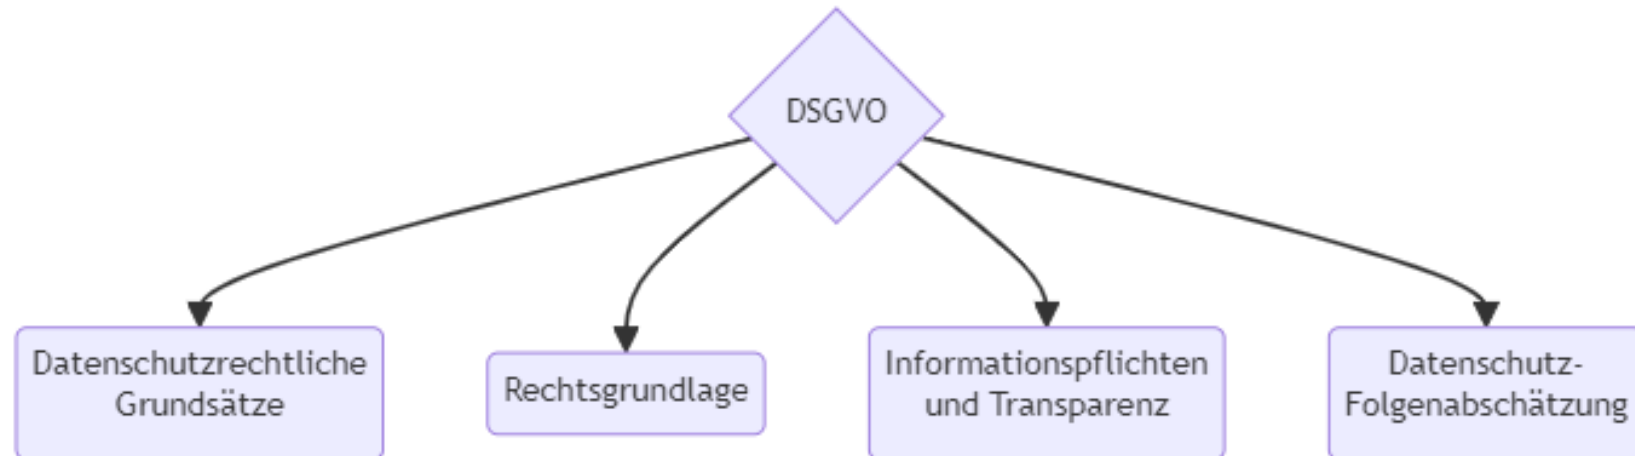 DSGVO
Datenschutzrechtliche
Grundsätze
Rechtsgrundlage
Informationspflichten
und Transparenz
Datenschutz-
Folgenabschätzung